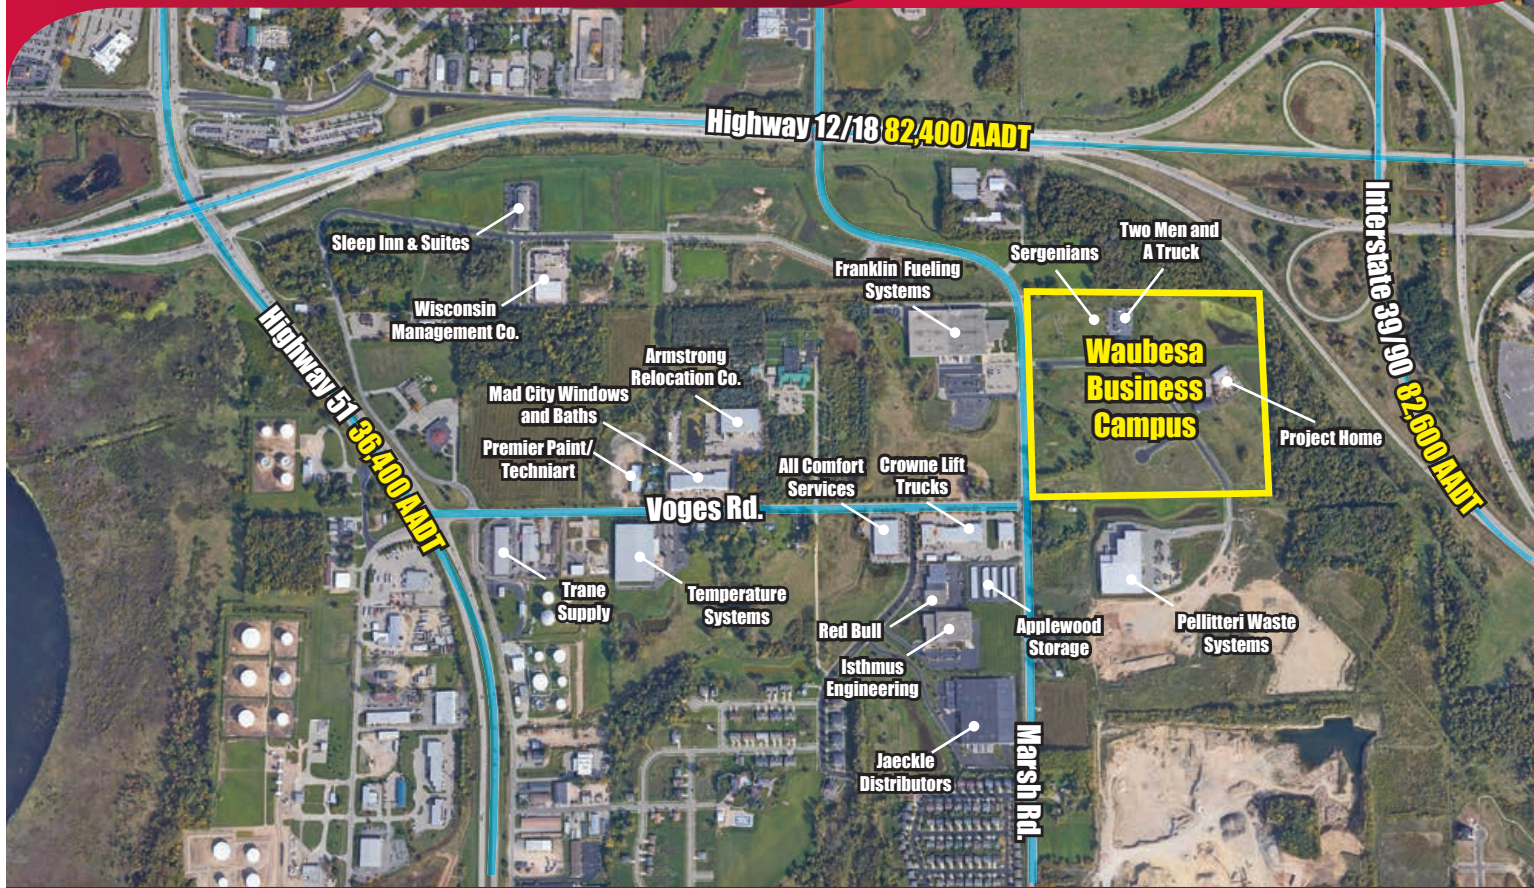 Highway 12/18 82,400 AADT
Interstate 39/90 82,600 AADT
Highway 51 36,400 AADT
Sleep Inn & Suites
Wisconsin
Management Co.
Franklin Fueling
Systems
Sergenians
Two Men and
A Truck
Waubesa
Business
Campus
Project Home
Armstrong
Relocation Co.
Mad City Windows
and Baths
Premier Paint/
Techniart
All Comfort
Services
Crowne Lift
Trucks
Voges Rd.
Trane
Supply
Temperature
Systems
Red Bull
Isthmus
Engineering
Applewood
Storage
Pellitteri Waste
Systems
Jaeckle
Distributors
Marsh Rd.